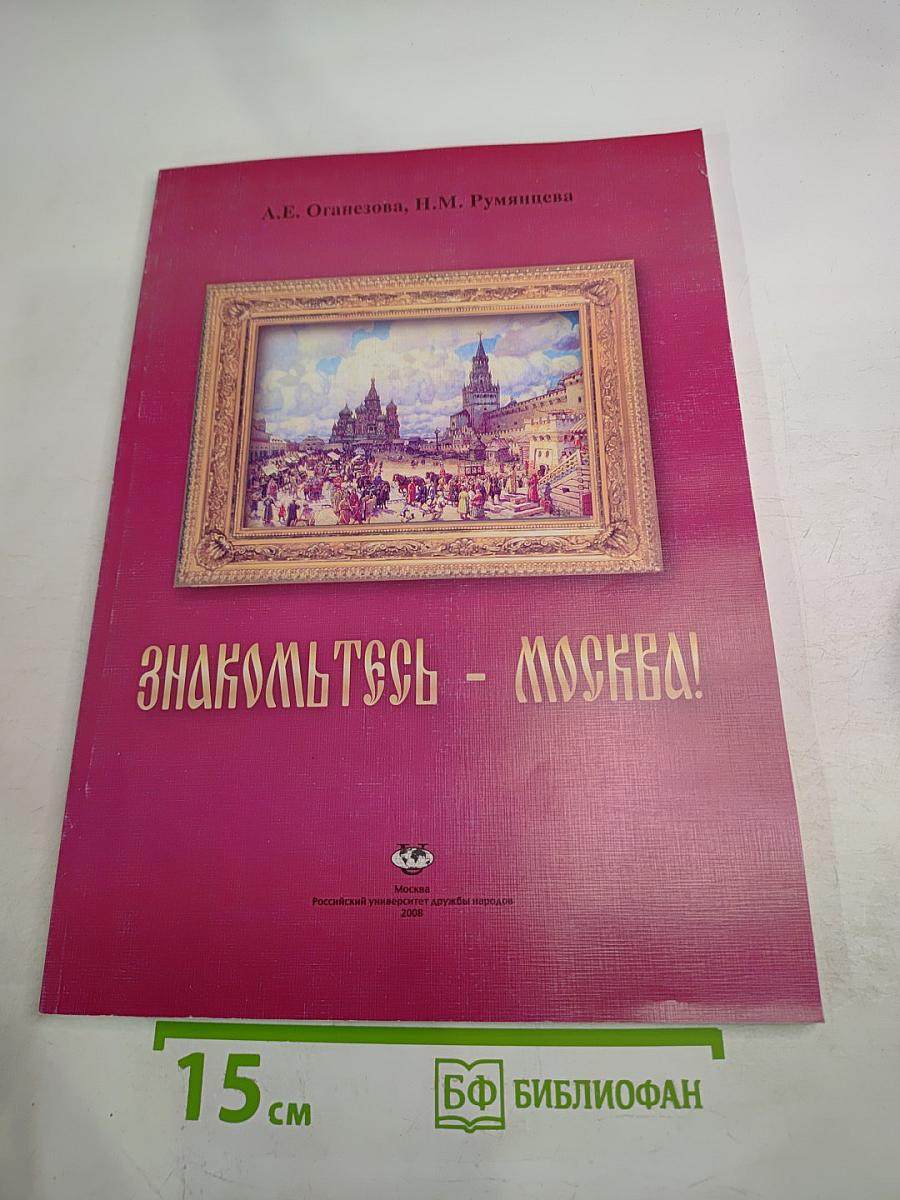 А.Е. Оганезова, Н.М. Румянцева
ЗНАКОМЬТЕСЬ - МОСКВА!
Москва
Российский университет дружбы народов
2008
15 см
БФ БИБЛИОФАН